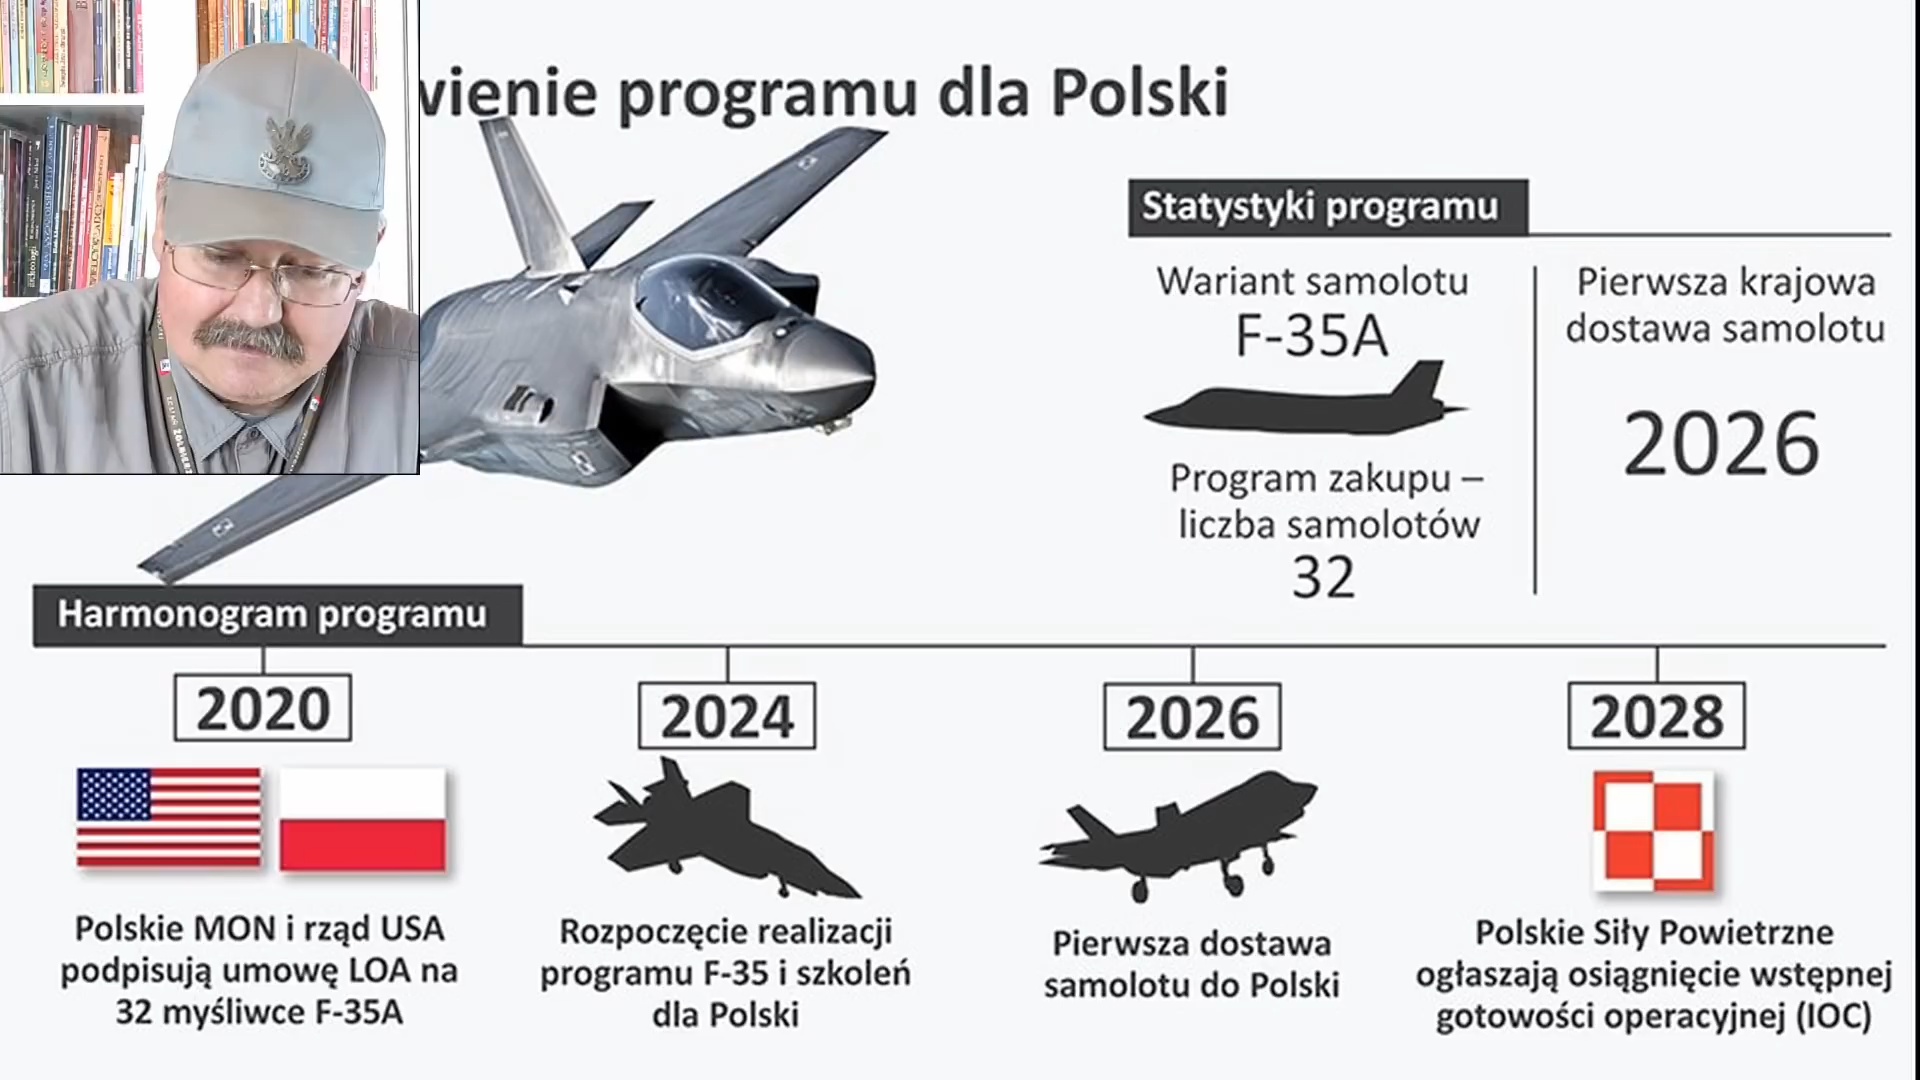 wienie programu dla Polski
Statystyki programu
Wariant samolotu
F-35A
Program zakupu –
liczba samolotów
32
Pierwsza krajowa
dostawa samolotu
2026
Harmonogram programu
2020
Polskie MON i rząd USA
podpisują umowę LOA na
32 myśliwce F-35A
2024
Rozpoczęcie realizacji
programu F-35 i szkoleń
dla Polski
2026
Pierwsza dostawa
samolotu do Polski
2028
Polskie Siły Powietrzne
ogłaszają osiągnięcie wstępnej
gotowości operacyjnej (IOC)